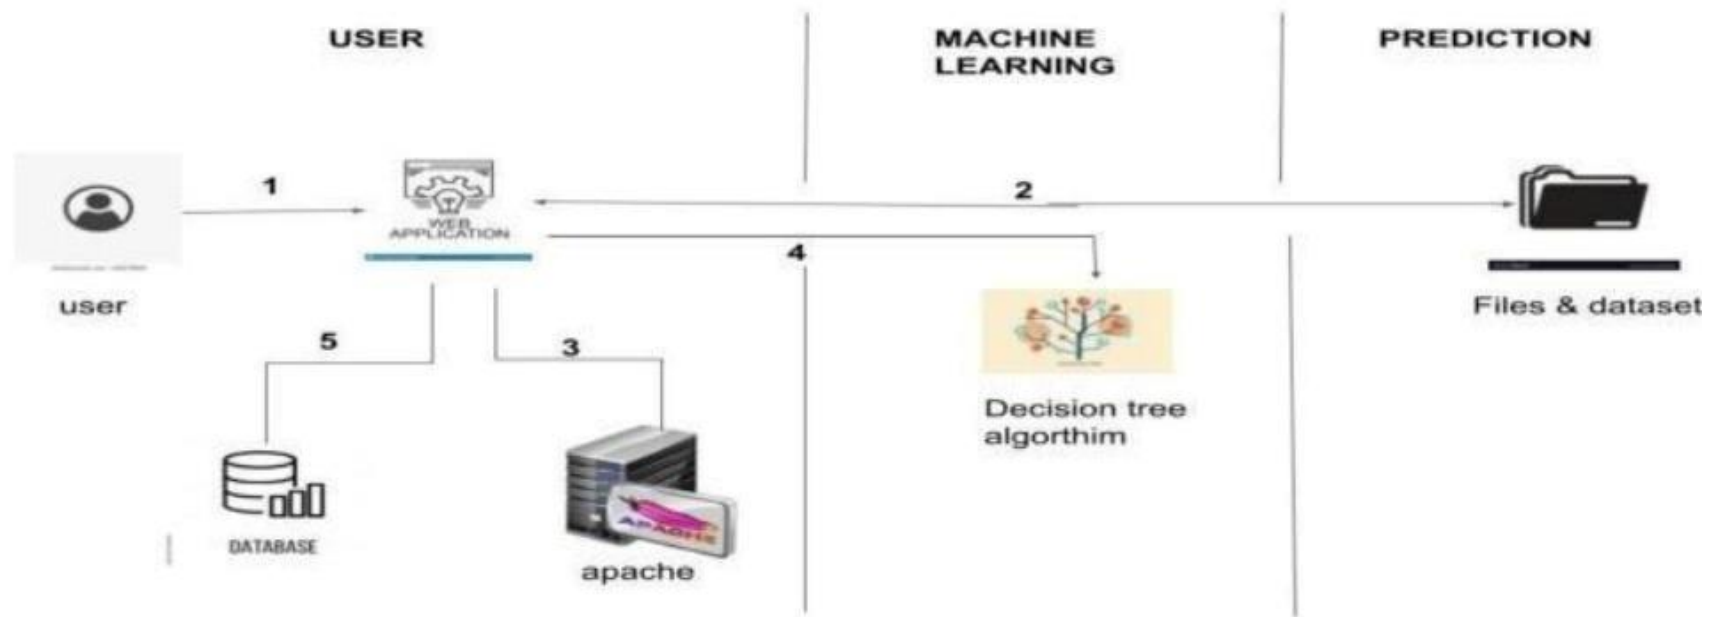 USER
MACHINE
LEARNING
PREDICTION
1
2
WEB
APPLICATION
4
user
Files & dataset
5
3
Decision tree
algorthim
APACHE
DATABASE
apache